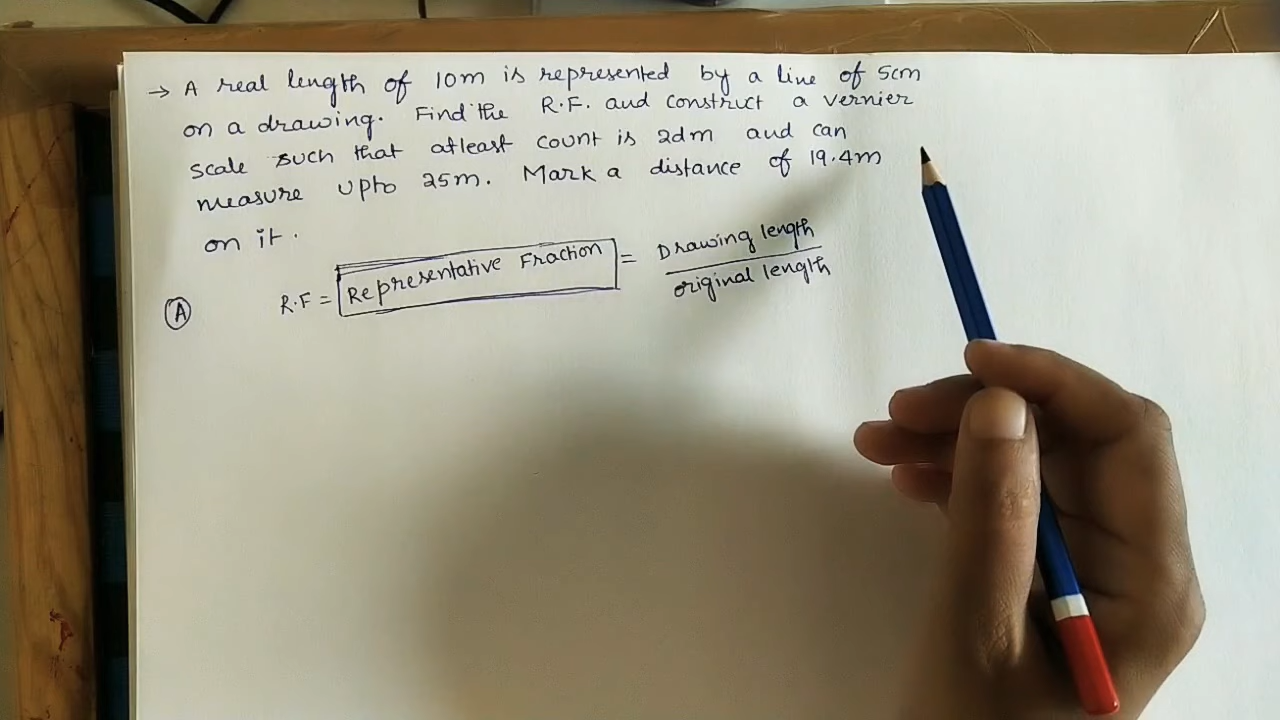 → A real length of 10m is represented by a line of 5cm
on a drawing. Find the R.F. and construct a vernier
scale such that atleast count is 2dm and can
measure upto 25m. Mark a distance of 19.4m
on it.
Ⓐ R.F = Representative Fraction = Drawing length
original length